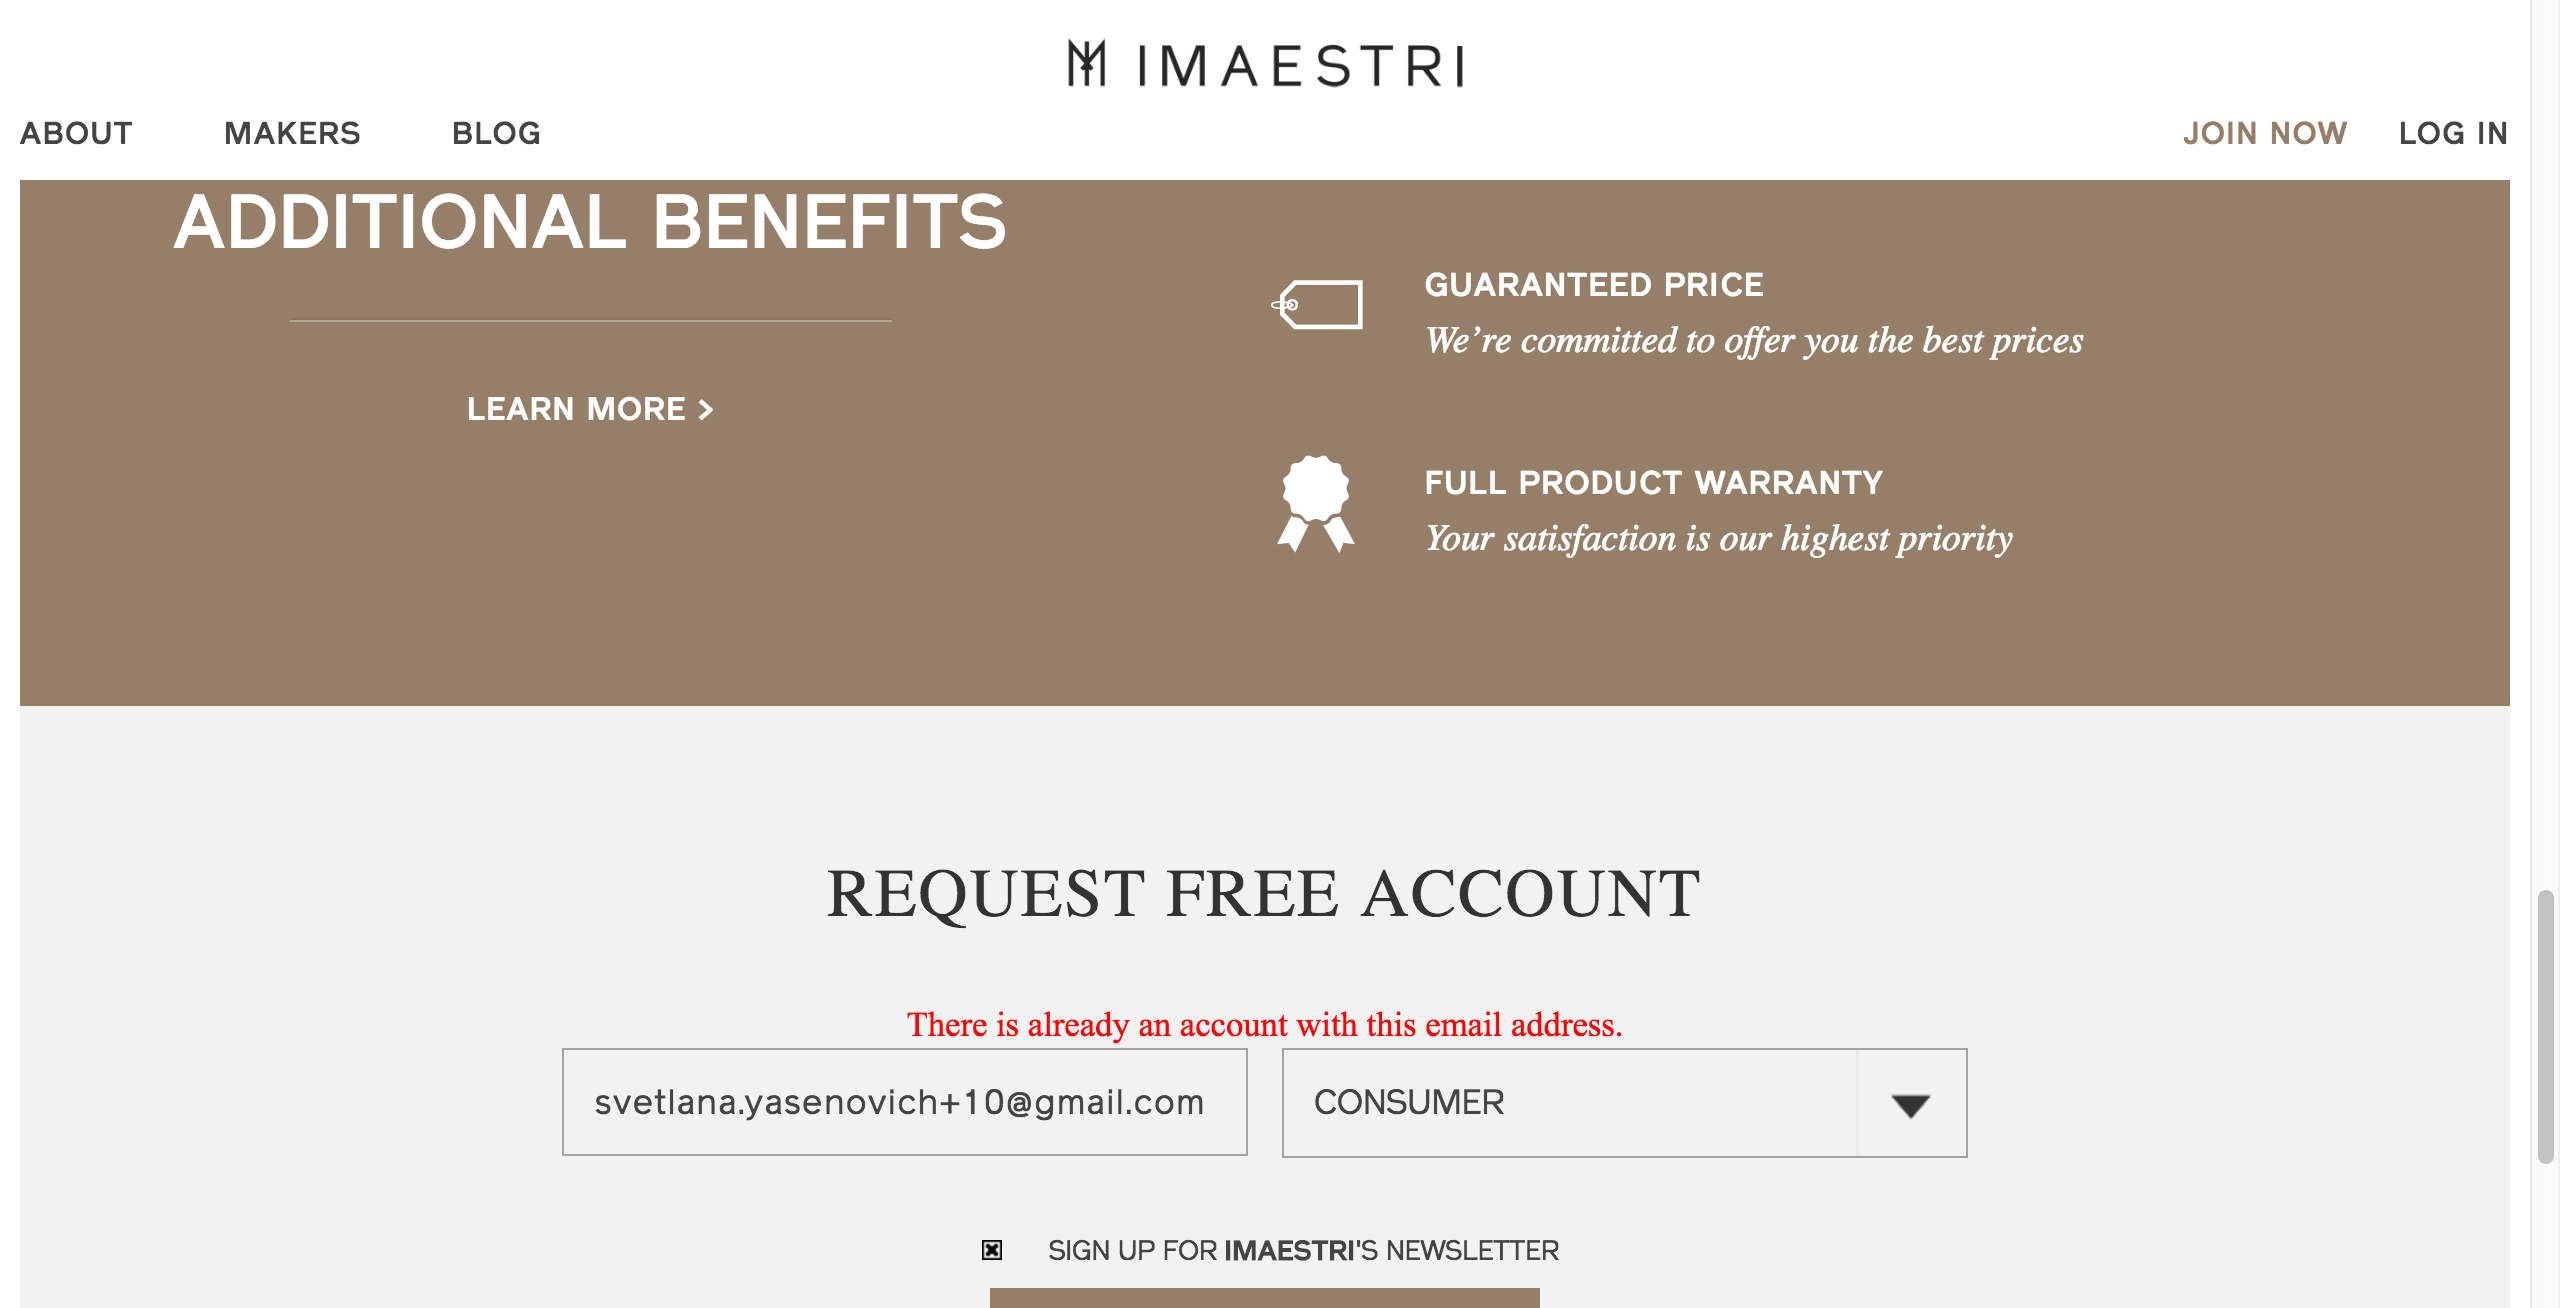 IMAESTRI
ABOUT MAKERS BLOG JOIN NOW LOG IN
ADDITIONAL BENEFITS
LEARN MORE >
GUARANTEED PRICE
We’re committed to offer you the best prices
FULL PRODUCT WARRANTY
Your satisfaction is our highest priority
REQUEST FREE ACCOUNT
There is already an account with this email address.
svetlana.yasenovich+10@gmail.com CONSUMER
SIGN UP FOR IMAESTRI'S NEWSLETTER